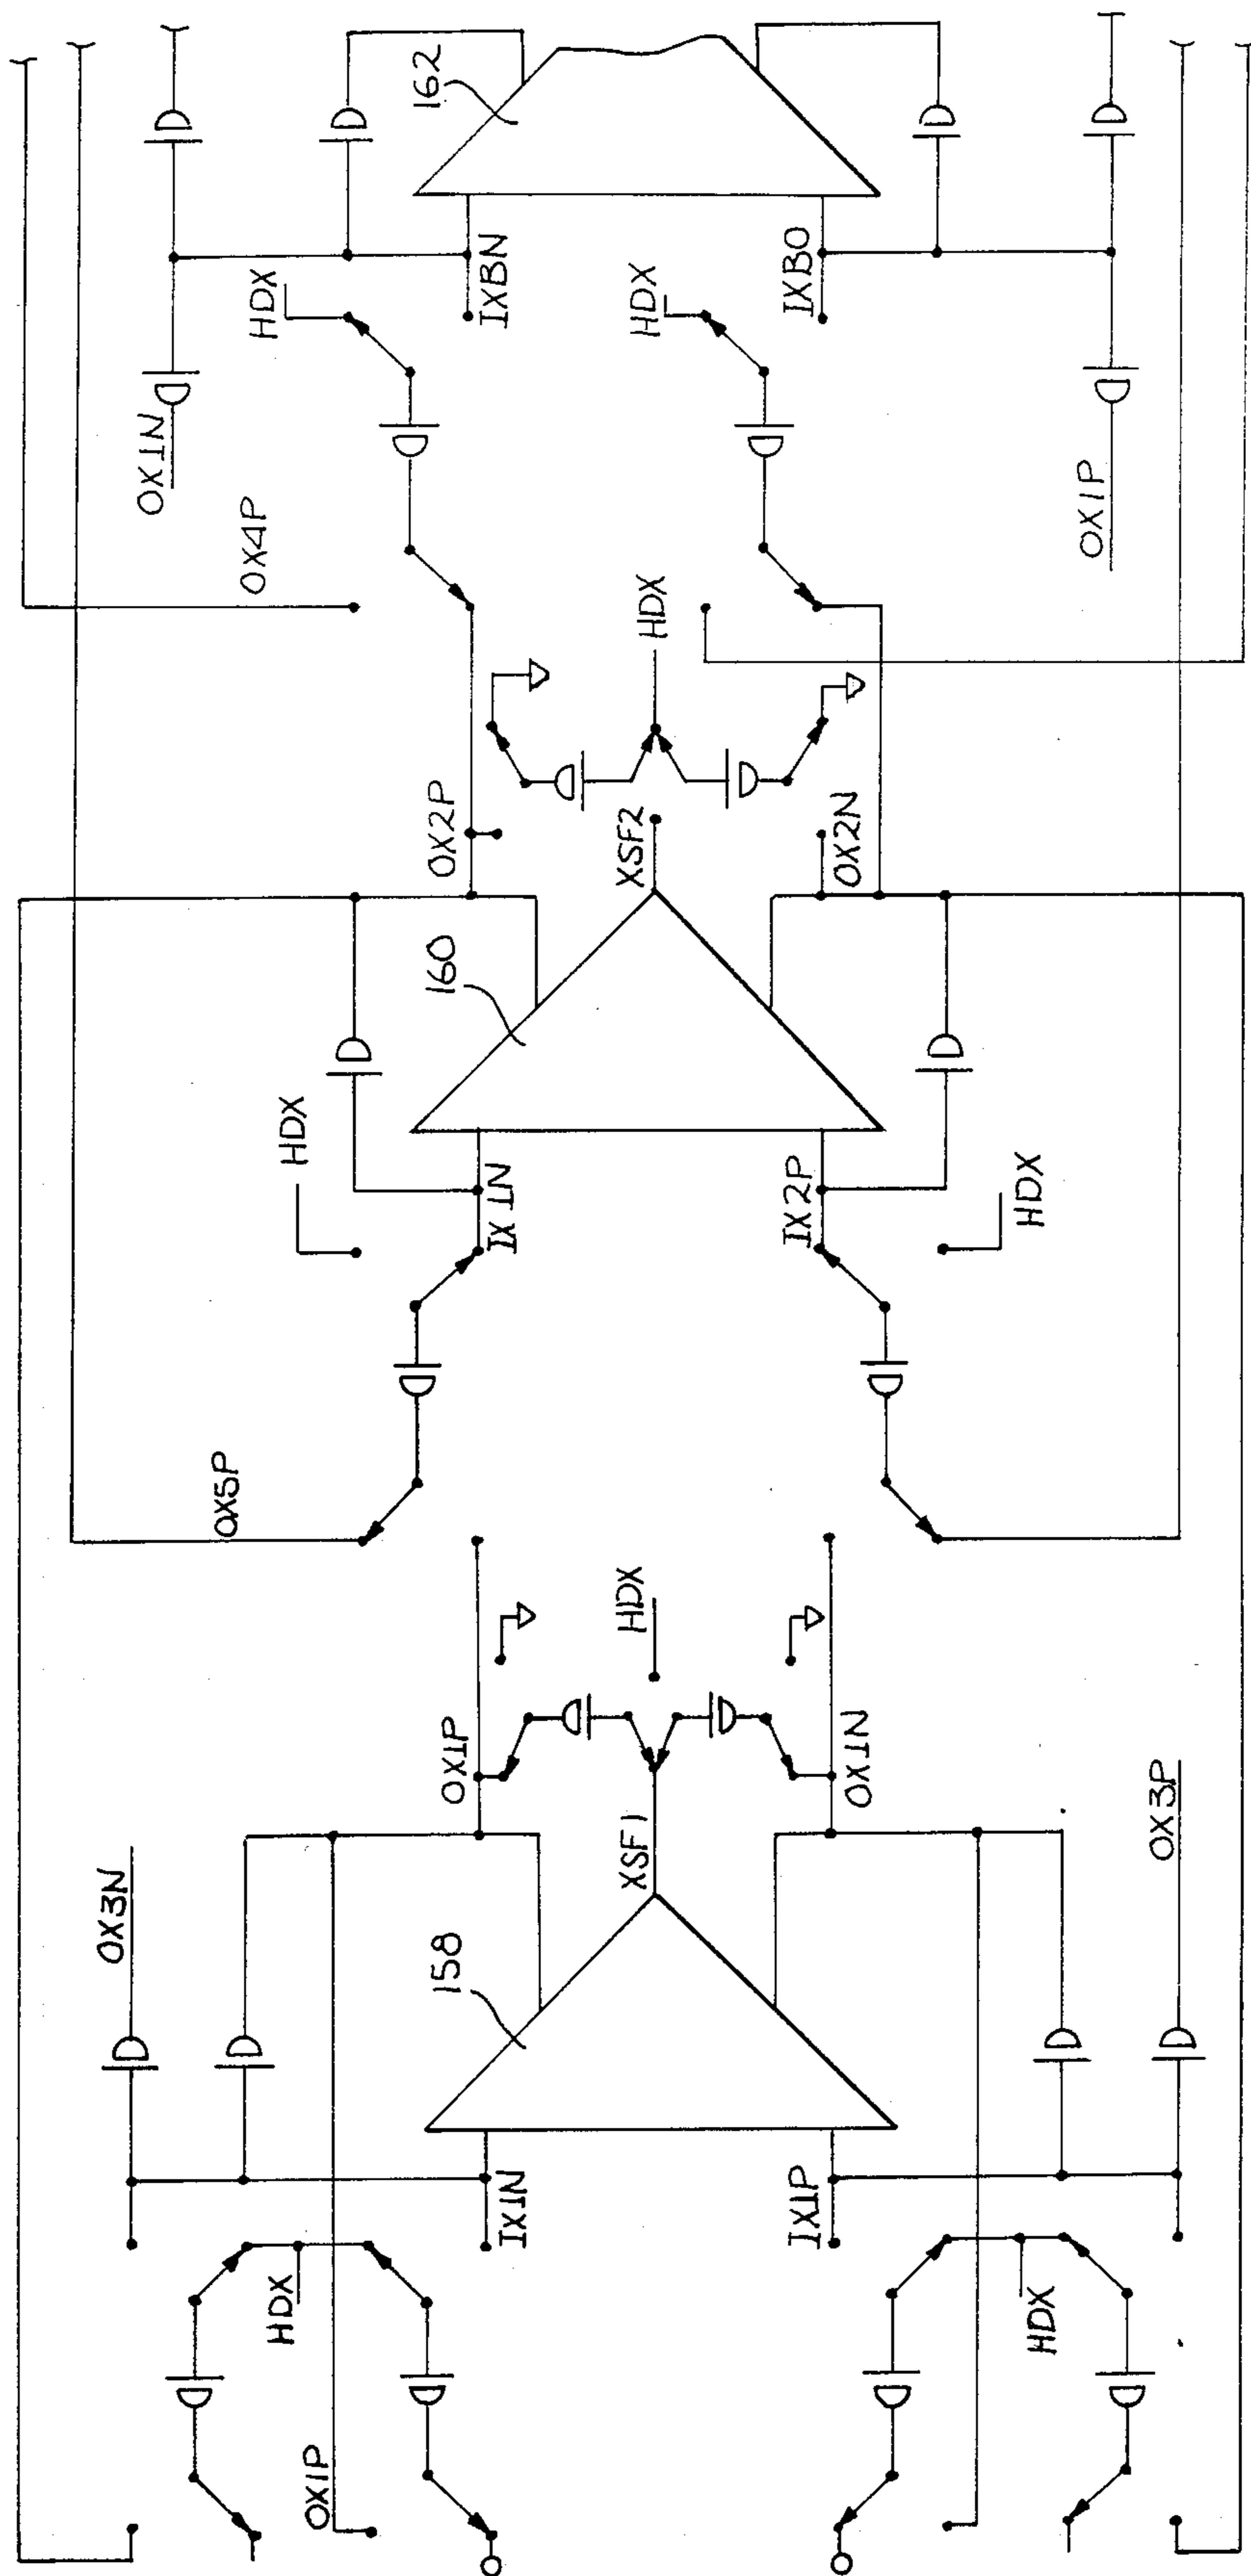 OX3N
OX1P
HDX
158
IX1N
OX1P
XSF1
HDX
IX1P
OX1N
HDX
OX3P
OX5P
HDX
160
IX1N
OX2P
XSF2
HDX
IX2P
OX2N
HDX
OX1N
OX4P
HDX
162
IXBN
HDX
IXBO
OX1P